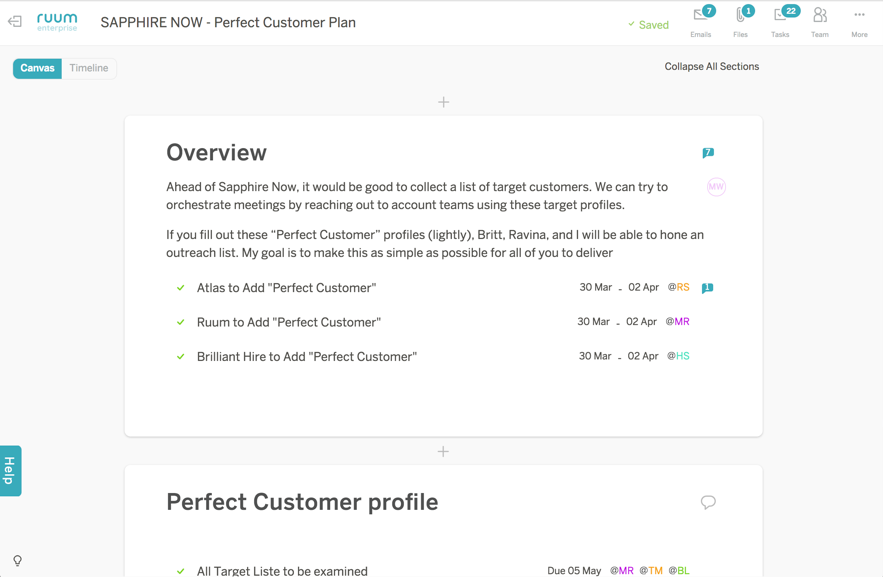 ruum
enterprise
SAPPHIRE NOW - Perfect Customer Plan
Saved
7
1
22
Emails
Files
Tasks
Team
More
Canvas
Timeline
Collapse All Sections
Overview
7
Ahead of Sapphire Now, it would be good to collect a list of target customers. We can try to
MW
orchestrate meetings by reaching out to account teams using these target profiles.
If you fill out these “Perfect Customer” profiles (lightly), Britt, Ravina, and I will be able to hone an
outreach list. My goal is to make this as simple as possible for all of you to deliver
Atlas to Add "Perfect Customer" 30 Mar - 02 Apr @RS 1
Ruum to Add "Perfect Customer" 30 Mar - 02 Apr @MR
Brilliant Hire to Add "Perfect Customer" 30 Mar - 02 Apr @HS
Help
Perfect Customer profile
All Target Liste to be examined Due 05 May @MR @TM @BL